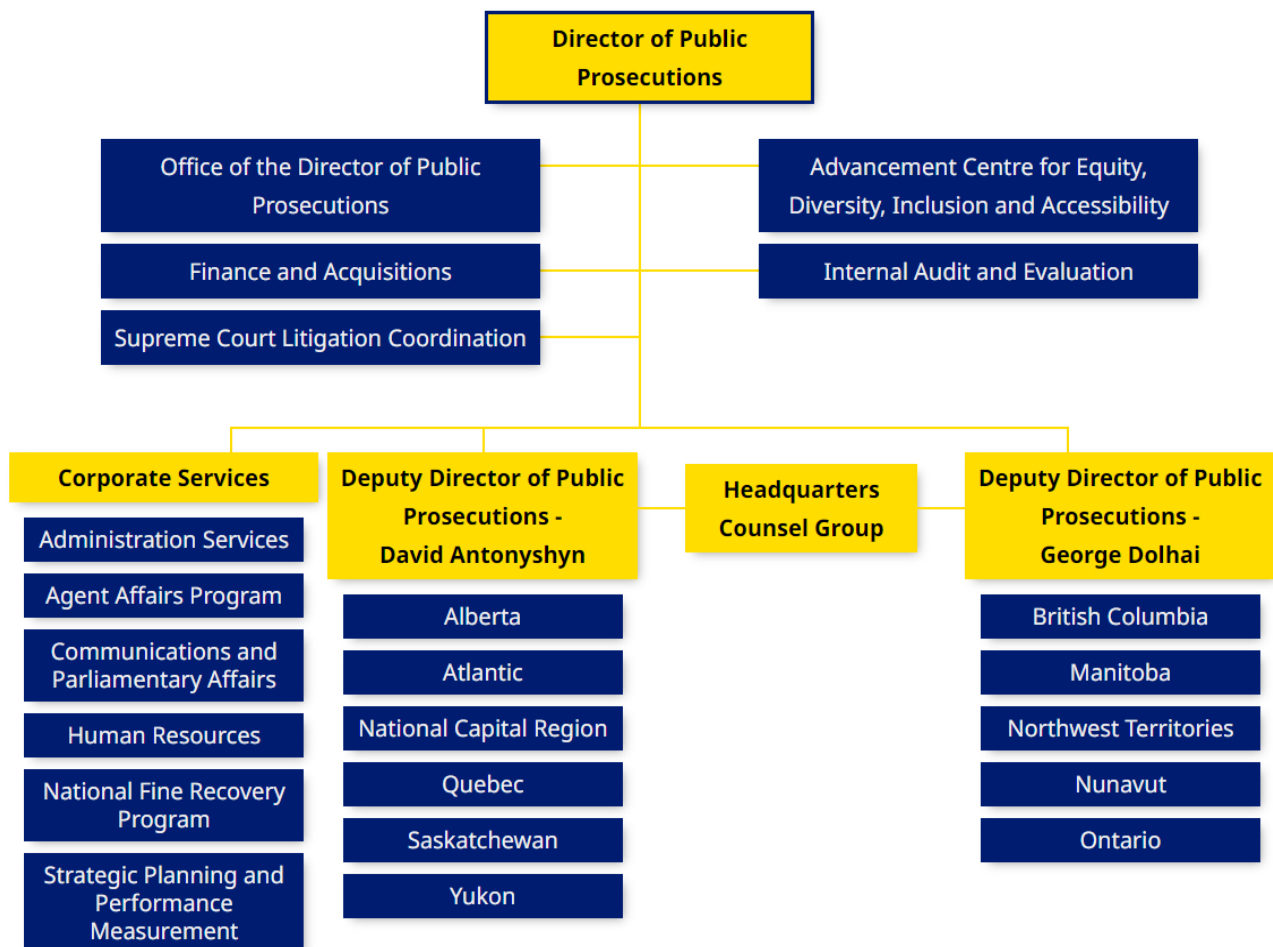 Director of Public
Prosecutions
Office of the Director of Public
Prosecutions
Advancement Centre for Equity,
Diversity, Inclusion and Accessibility
Finance and Acquisitions
Internal Audit and Evaluation
Supreme Court Litigation Coordination
Corporate Services
Administration Services
Agent Affairs Program
Communications and
Parliamentary Affairs
Human Resources
National Fine Recovery
Program
Strategic Planning and
Performance
Measurement
Deputy Director of Public
Prosecutions -
David Antonyshyn
Alberta
Atlantic
National Capital Region
Quebec
Saskatchewan
Yukon
Headquarters
Counsel Group
Deputy Director of Public
Prosecutions -
George Dolhai
British Columbia
Manitoba
Northwest Territories
Nunavut
Ontario